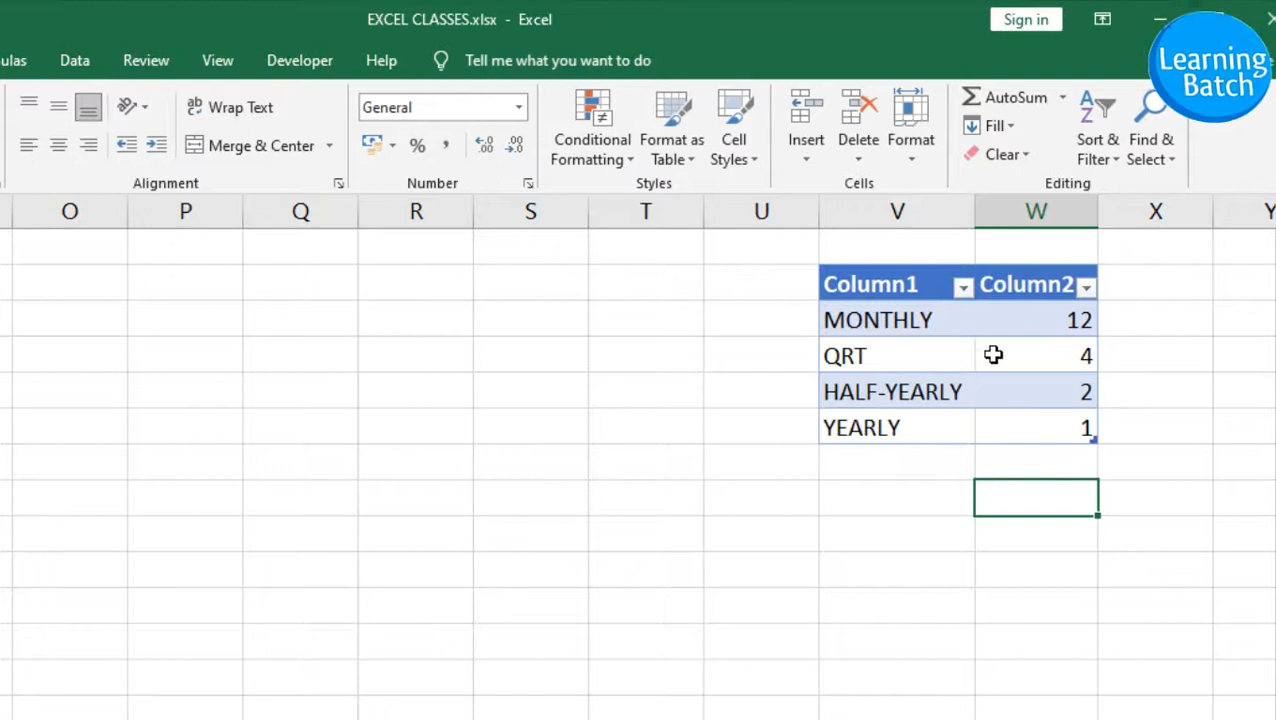 EXCEL CLASSES.xlsx - Excel
Sign in
Learning
Batch
ulas Data Review View Developer Help Tell me what you want to do
Wrap Text
Merge & Center
Alignment
General
%
Number
Conditional
Formatting
Format as
Table
Cell
Styles
Styles
Insert
Delete
Format
Cells
AutoSum
Fill
Clear
Sort &
Filter
Find &
Select
Editing
O P Q R S T U V W X Y
Column1 Column2
MONTHLY 12
QRT 4
HALF-YEARLY 2
YEARLY 1